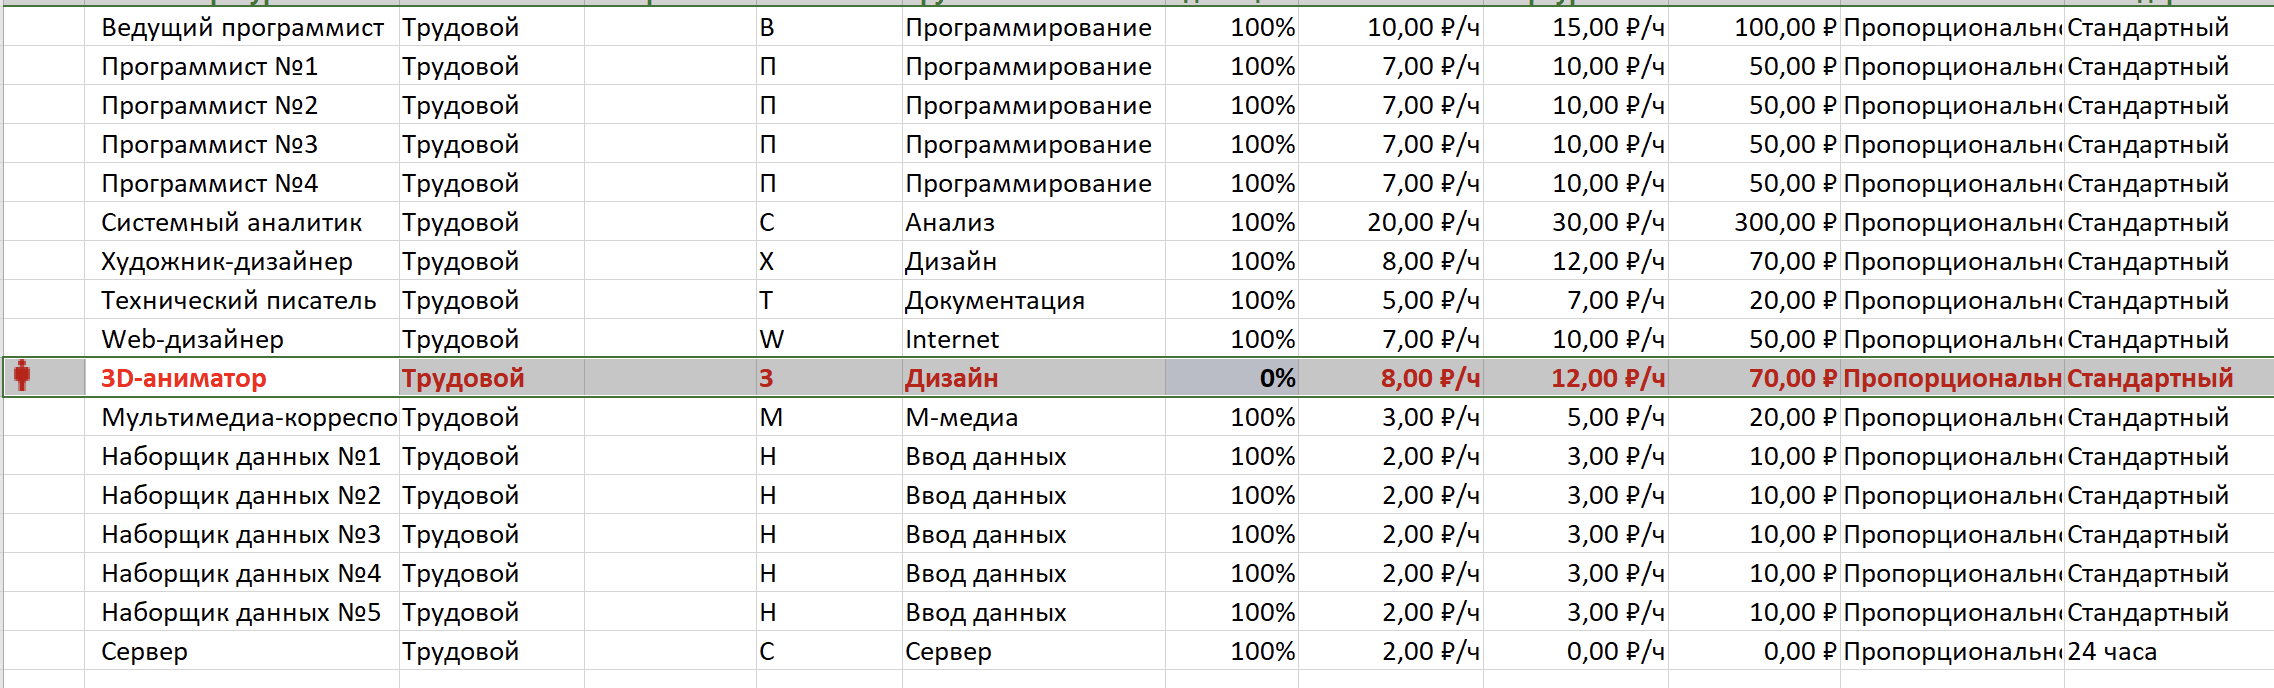 Ведущий программист Трудовой В Программирование 100% 10,00 ₽/ч 15,00 ₽/ч 100,00 ₽ Пропорционально Стандартный
Программист №1 Трудовой П Программирование 100% 7,00 ₽/ч 10,00 ₽/ч 50,00 ₽ Пропорциональн Стандартный
Программист №2 Трудовой П Программирование 100% 7,00 ₽/ч 10,00 ₽/ч 50,00 ₽ Пропорциональн Стандартный
Программист №3 Трудовой П Программирование 100% 7,00 ₽/ч 10,00 ₽/ч 50,00 ₽ Пропорциональн Стандартный
Программист №4 Трудовой П Программирование 100% 7,00 ₽/ч 10,00 ₽/ч 50,00 ₽ Пропорциональн Стандартный
Системный аналитик Трудовой С Анализ 100% 20,00 ₽/ч 30,00 ₽/ч 300,00 ₽ Пропорциональн Стандартный
Художник-дизайнер Трудовой Х Дизайн 100% 8,00 ₽/ч 12,00 ₽/ч 70,00 ₽ Пропорциональн Стандартный
Технический писатель Трудовой Т Документация 100% 5,00 ₽/ч 7,00 ₽/ч 20,00 ₽ Пропорциональн Стандартный
Web-дизайнер Трудовой W Internet 100% 7,00 ₽/ч 10,00 ₽/ч 50,00 ₽ Пропорциональн Стандартный
3D-аниматор Трудовой 3 Дизайн 0% 8,00 ₽/ч 12,00 ₽/ч 70,00 ₽ Пропорциональн Стандартный
Мультимедиа-корреспо Трудовой М М-медиа 100% 3,00 ₽/ч 5,00 ₽/ч 20,00 ₽ Пропорциональн Стандартный
Наборщик данных №1 Трудовой Н Ввод данных 100% 2,00 ₽/ч 3,00 ₽/ч 10,00 ₽ Пропорциональн Стандартный
Наборщик данных №2 Трудовой Н Ввод данных 100% 2,00 ₽/ч 3,00 ₽/ч 10,00 ₽ Пропорциональн Стандартный
Наборщик данных №3 Трудовой Н Ввод данных 100% 2,00 ₽/ч 3,00 ₽/ч 10,00 ₽ Пропорциональн Стандартный
Наборщик данных №4 Трудовой Н Ввод данных 100% 2,00 ₽/ч 3,00 ₽/ч 10,00 ₽ Пропорциональн Стандартный
Наборщик данных №5 Трудовой Н Ввод данных 100% 2,00 ₽/ч 3,00 ₽/ч 10,00 ₽ Пропорциональн Стандартный
Сервер Трудовой С Сервер 100% 2,00 ₽/ч 0,00 ₽/ч 0,00 ₽ Пропорциональн 24 часа